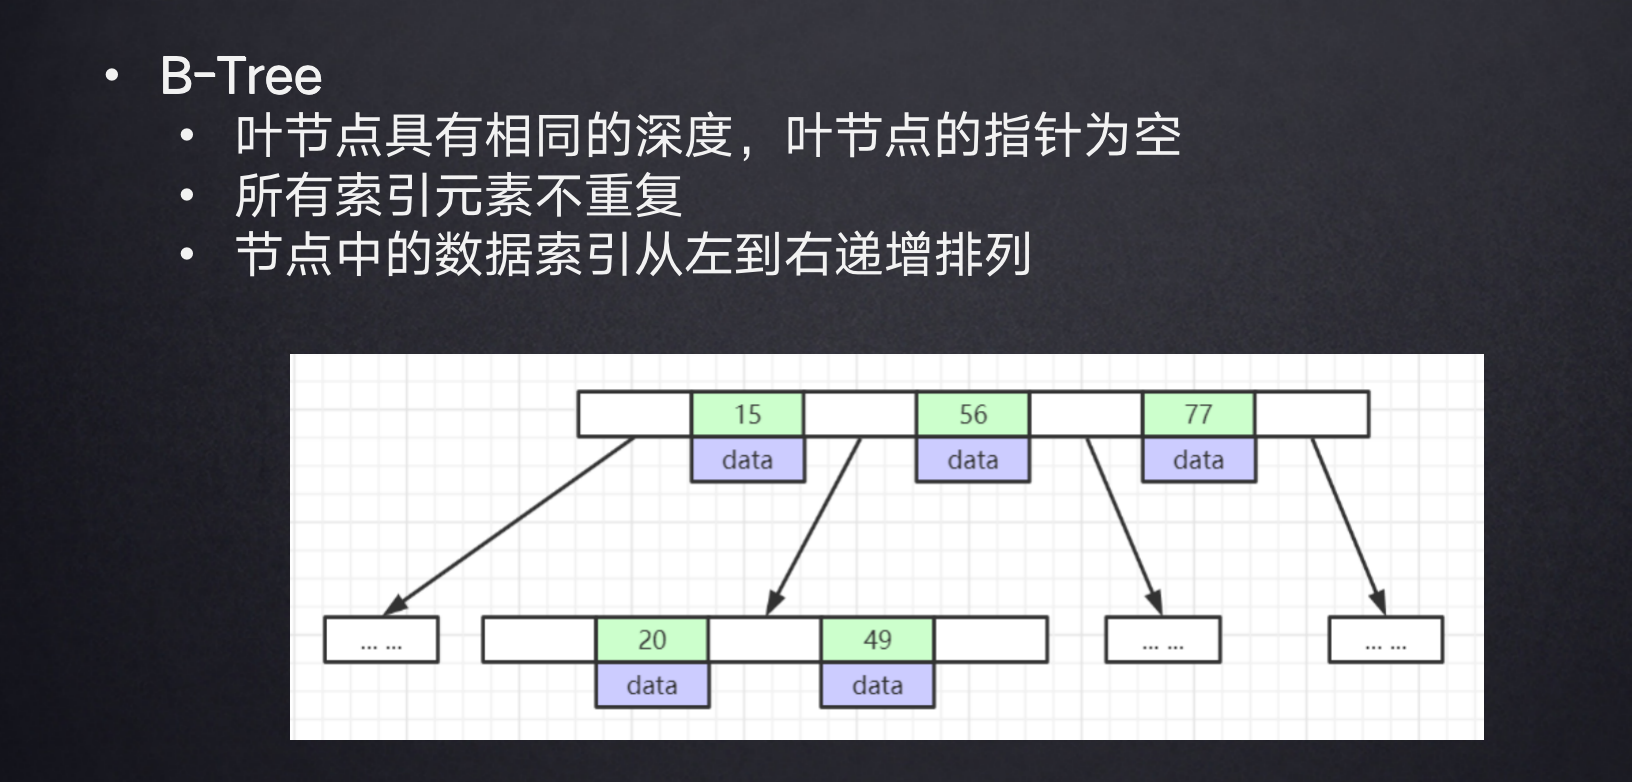 B-Tree
叶节点具有相同的深度，叶节点的指针为空
所有索引元素不重复
节点中的数据索引从左到右递增排列
15 56 77
data data data
... ... 20 49 ... ... ... ...
data data